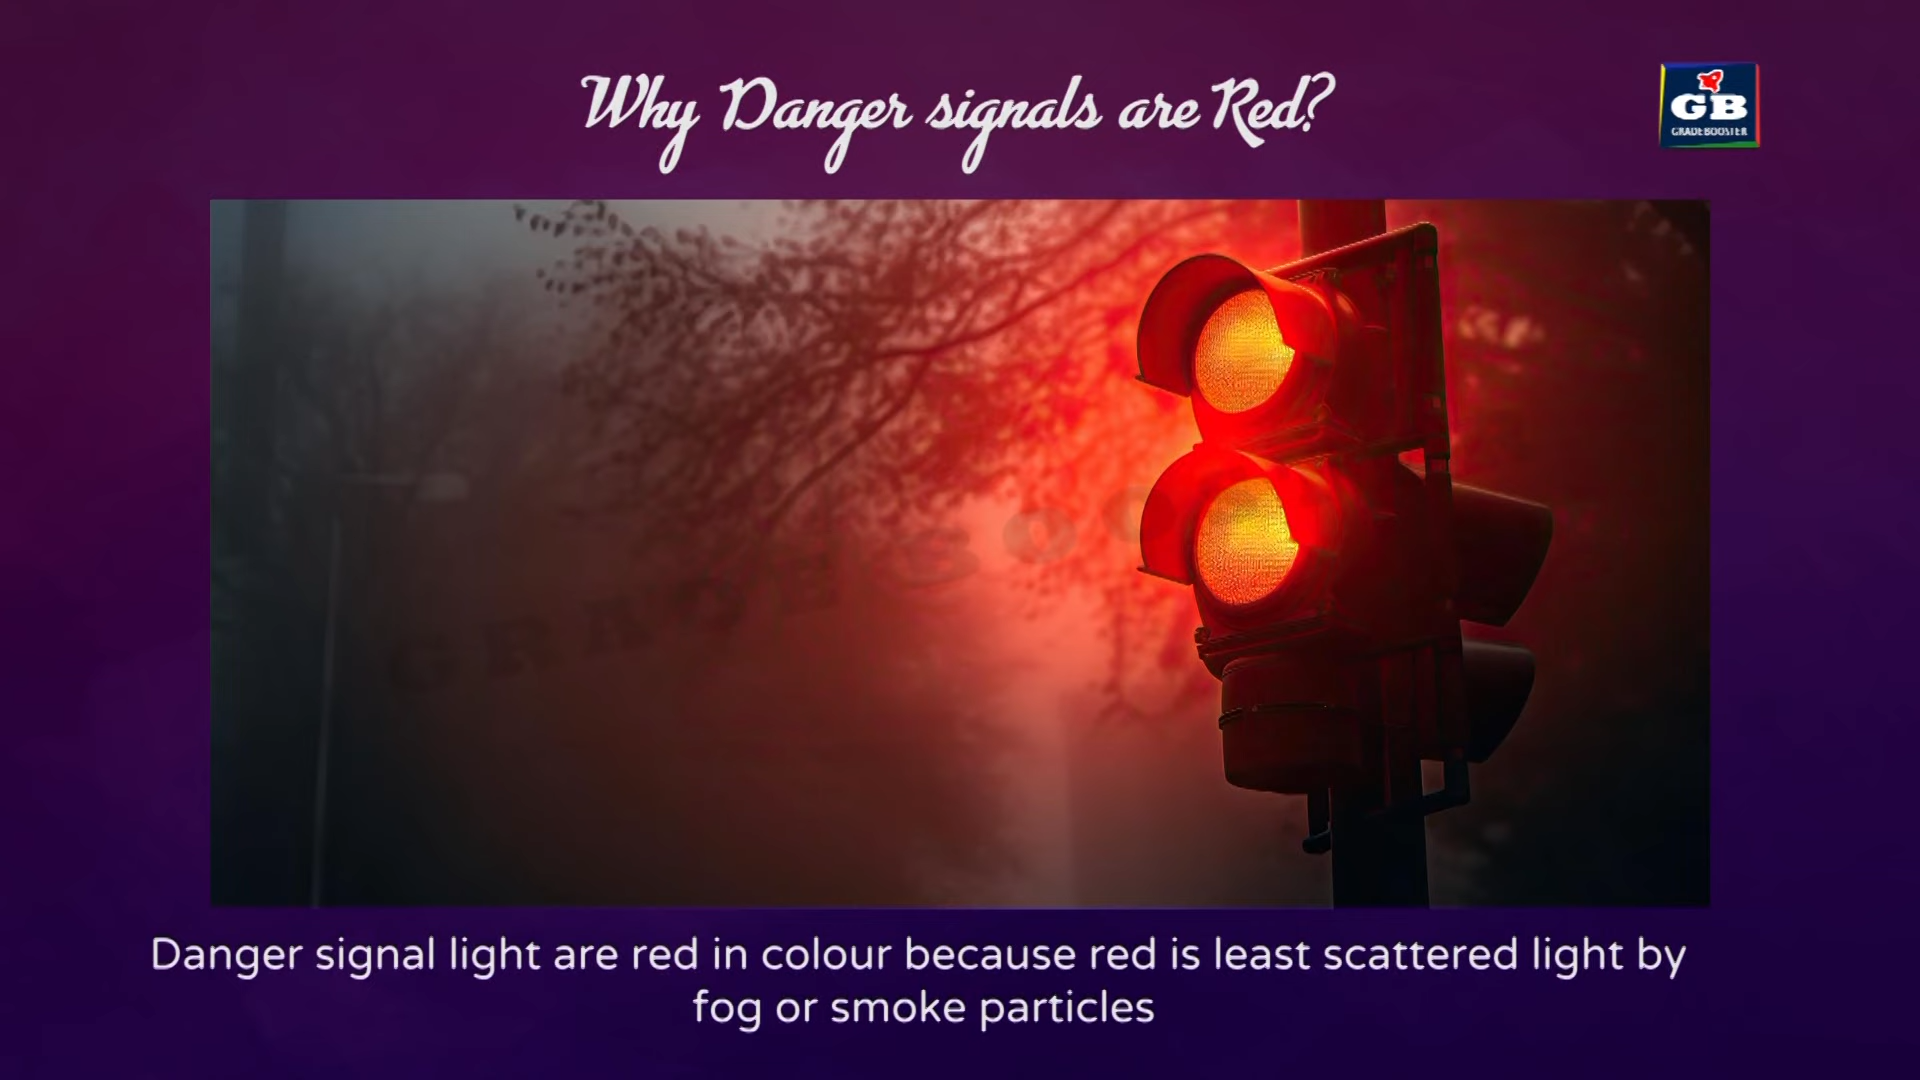 Why Danger signals are Red?
GB
GRADEBOOSTER
Danger signal light are red in colour because red is least scattered light by
fog or smoke particles